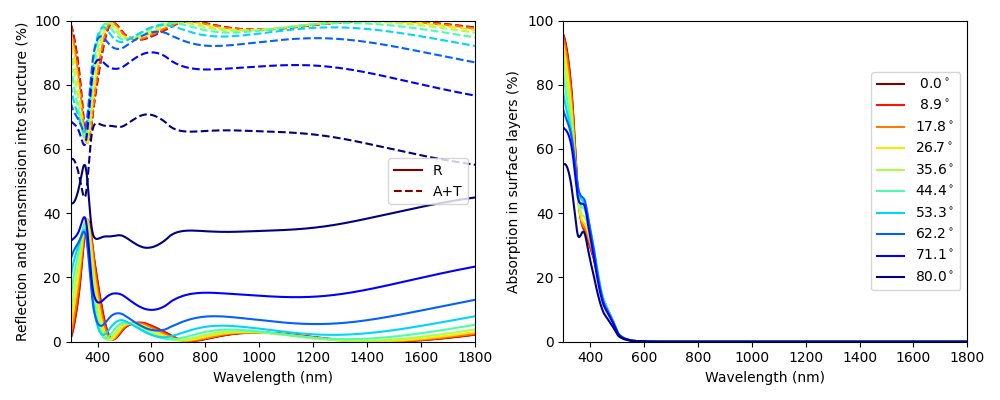 Reflection and transmission into structure (%)
100
80
60
40
20
0
R
A+T
400 600 800 1000 1200 1400 1600 1800
Wavelength (nm)
Absorption in surface layers (%)
100
80
60
40
20
0
0.0°
8.9°
17.8°
26.7°
35.6°
44.4°
53.3°
62.2°
71.1°
80.0°
400 600 800 1000 1200 1400 1600 1800
Wavelength (nm)